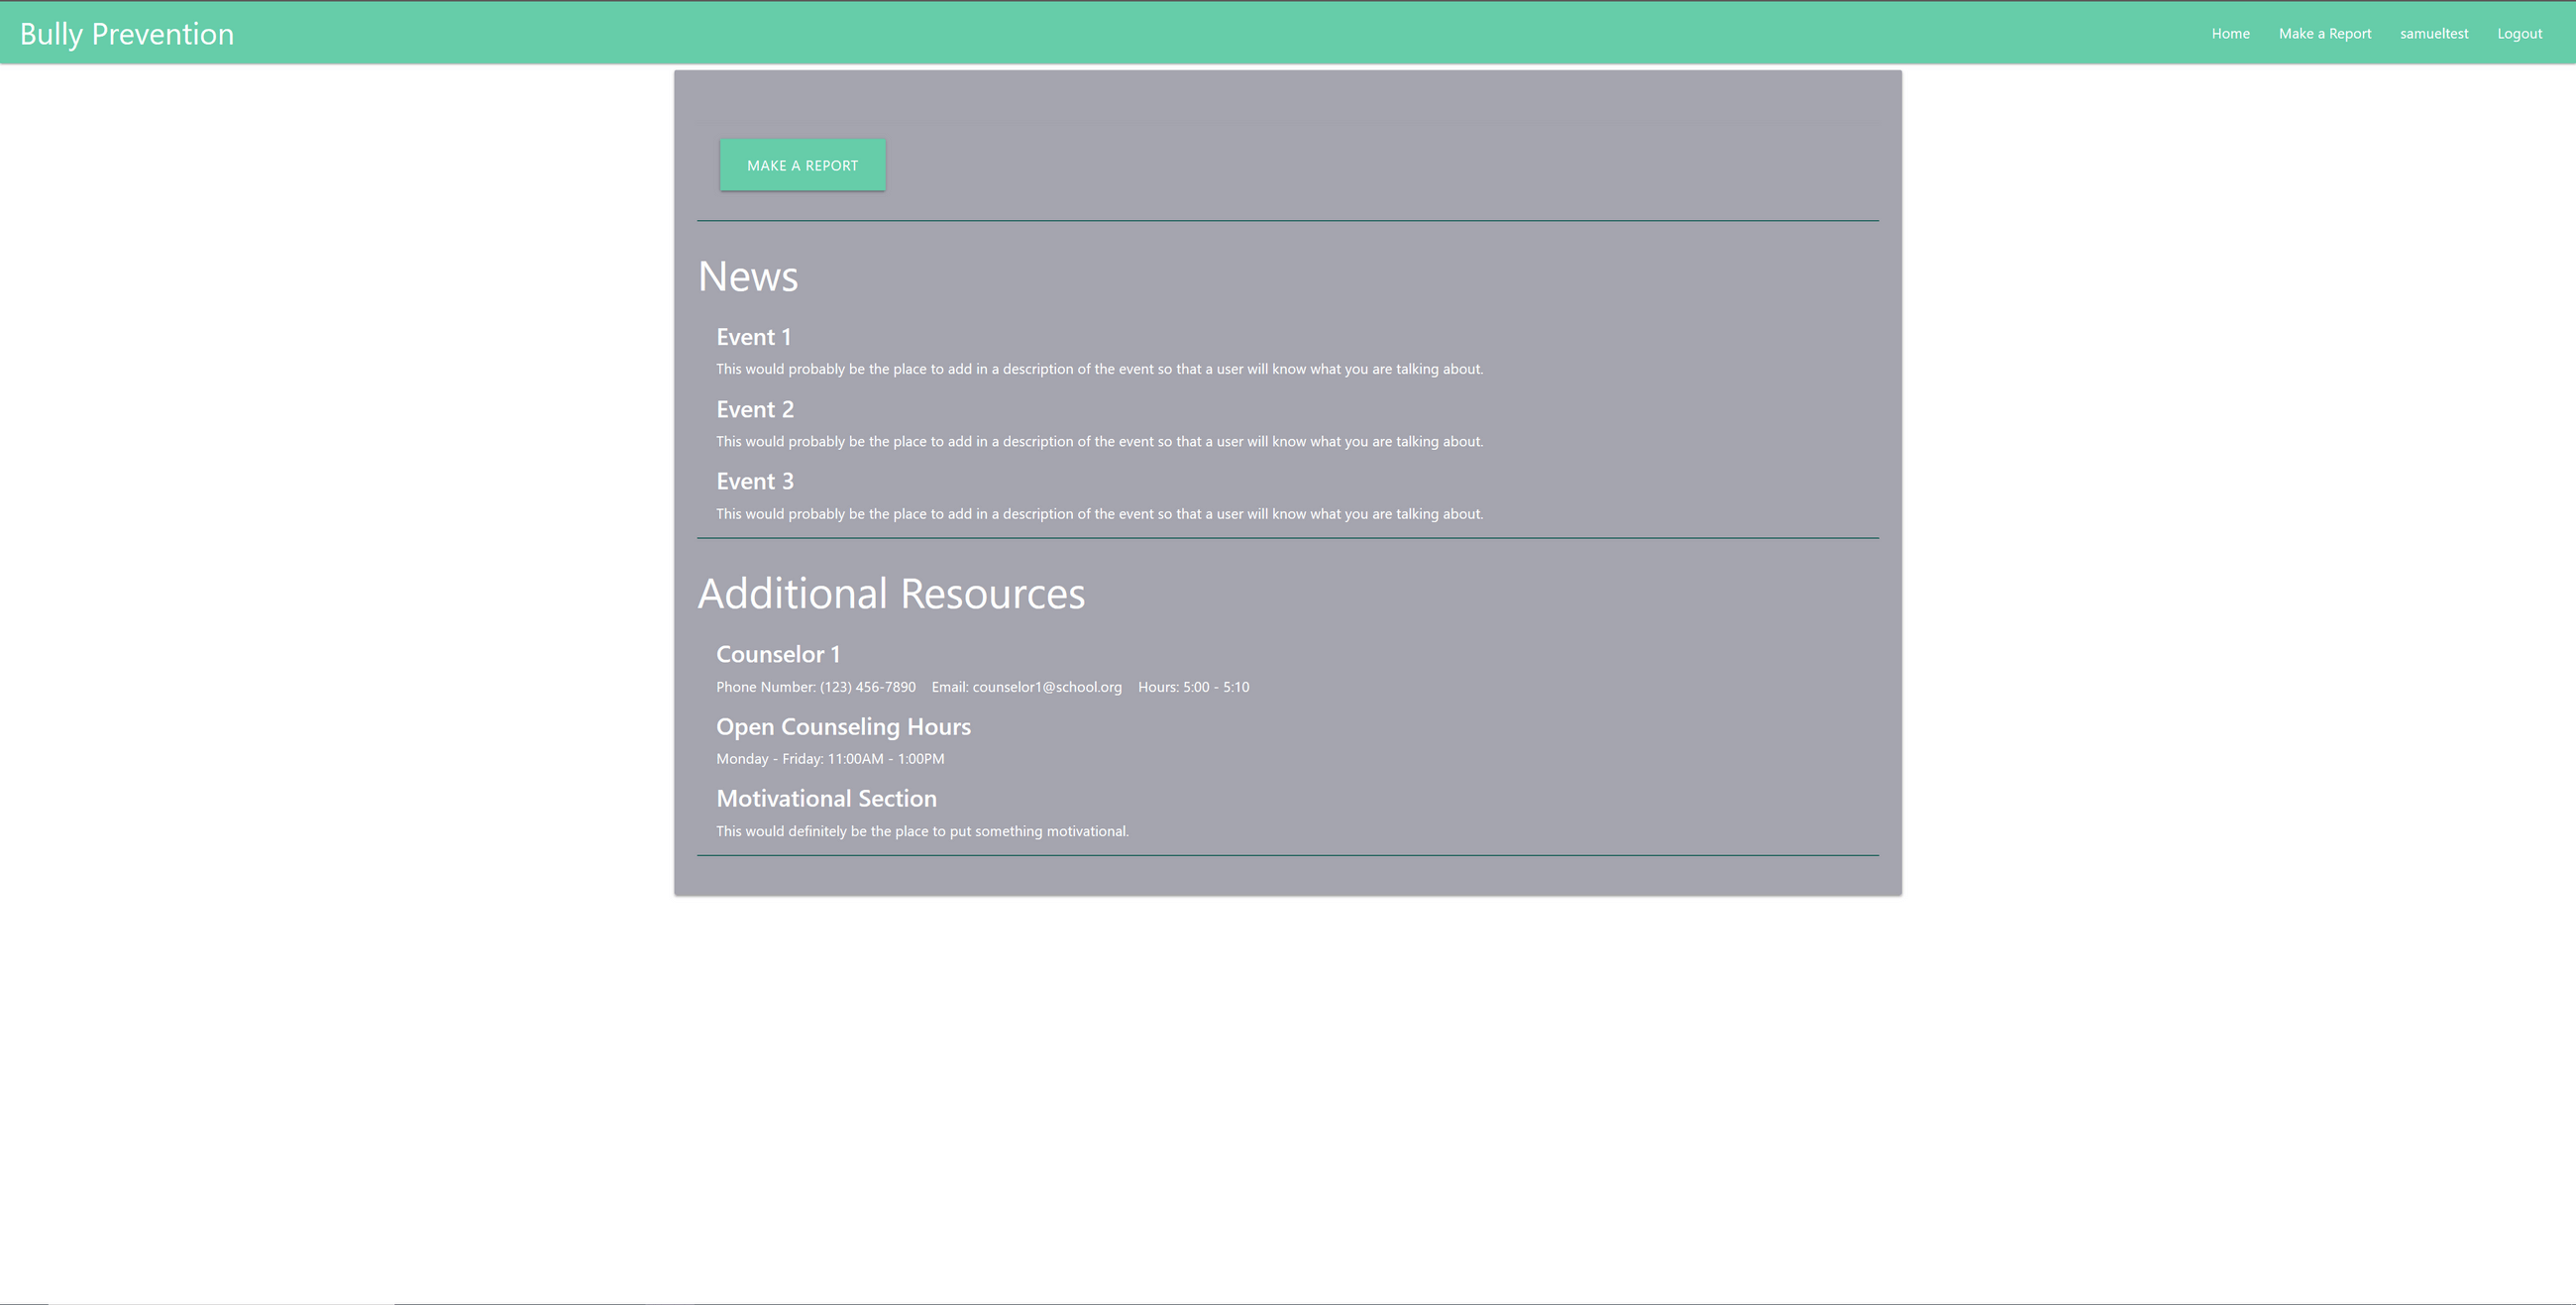 Bully Prevention
Home Make a Report samueltest Logout
MAKE A REPORT
News
Event 1
This would probably be the place to add in a description of the event so that a user will know what you are talking about.
Event 2
This would probably be the place to add in a description of the event so that a user will know what you are talking about.
Event 3
This would probably be the place to add in a description of the event so that a user will know what you are talking about.
Additional Resources
Counselor 1
Phone Number: (123) 456-7890 Email: counselor1@school.org Hours: 5:00 - 5:10
Open Counseling Hours
Monday - Friday: 11:00AM - 1:00PM
Motivational Section
This would definitely be the place to put something motivational.